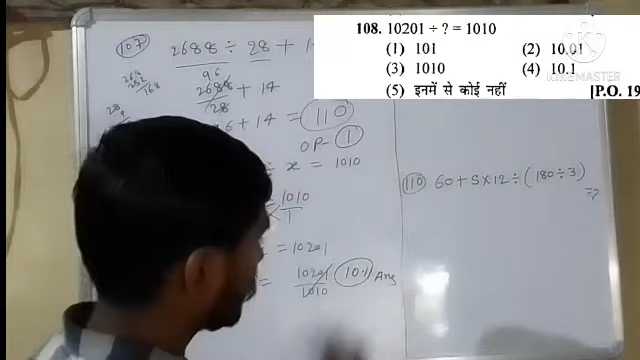 108. 10201 ÷ ? = 1010
(1) 101 (2) 10.01
(3) 1010 (4) 10.1
(5) इनमें से कोई नहीं [P.O. 19
KINEMASTER
107 2688 ÷ 28 + 1
96
2688 + 14
28
6 + 14 = 110
OP- 1
÷ x = 1010
1010
1
= 10201
= 10201 10.1 Ans
1010
110 60 + 5 × 12 ÷ (180 ÷ 3)
⇒